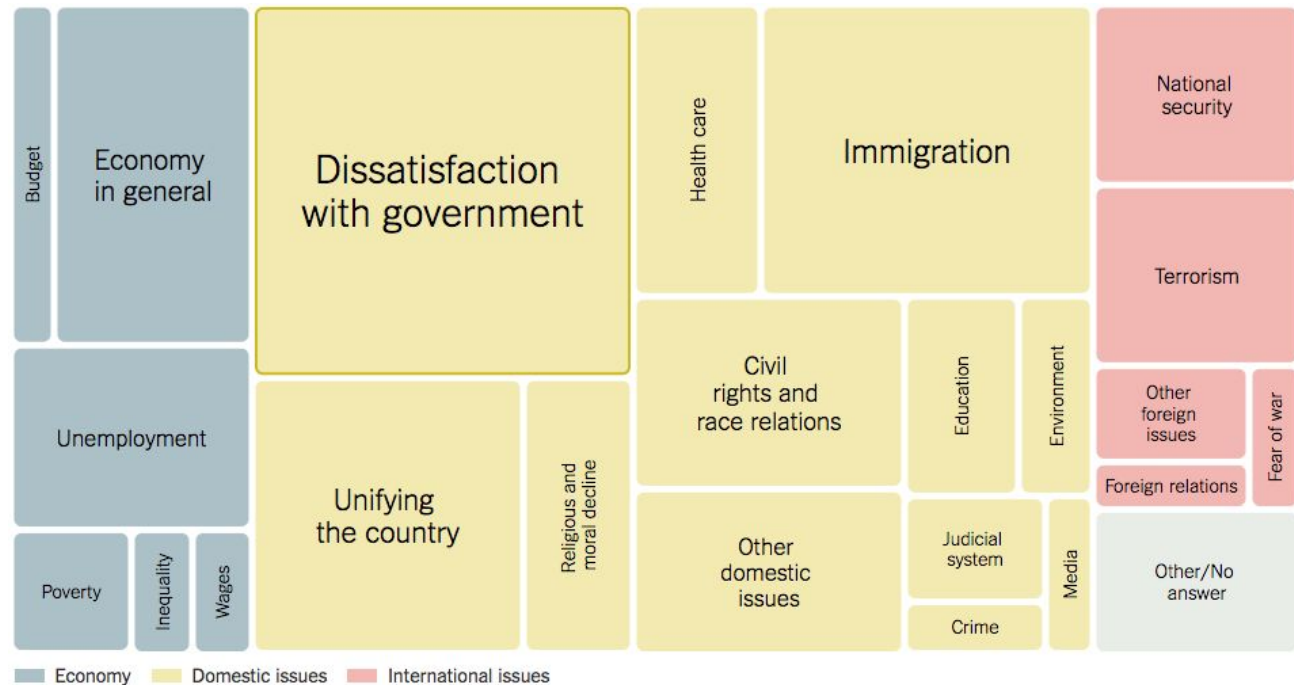 Budget
Economy
in general
Unemployment
Poverty
Inequality
Wages
Dissatisfaction
with government
Unifying
the country
Religious and
moral decline
Health care
Immigration
Civil
rights and
race relations
Education
Environment
Other
domestic
issues
Judicial
system
Crime
Media
National
security
Terrorism
Other
foreign
issues
Foreign relations
Fear of war
Other/No
answer
Economy
Domestic issues
International issues